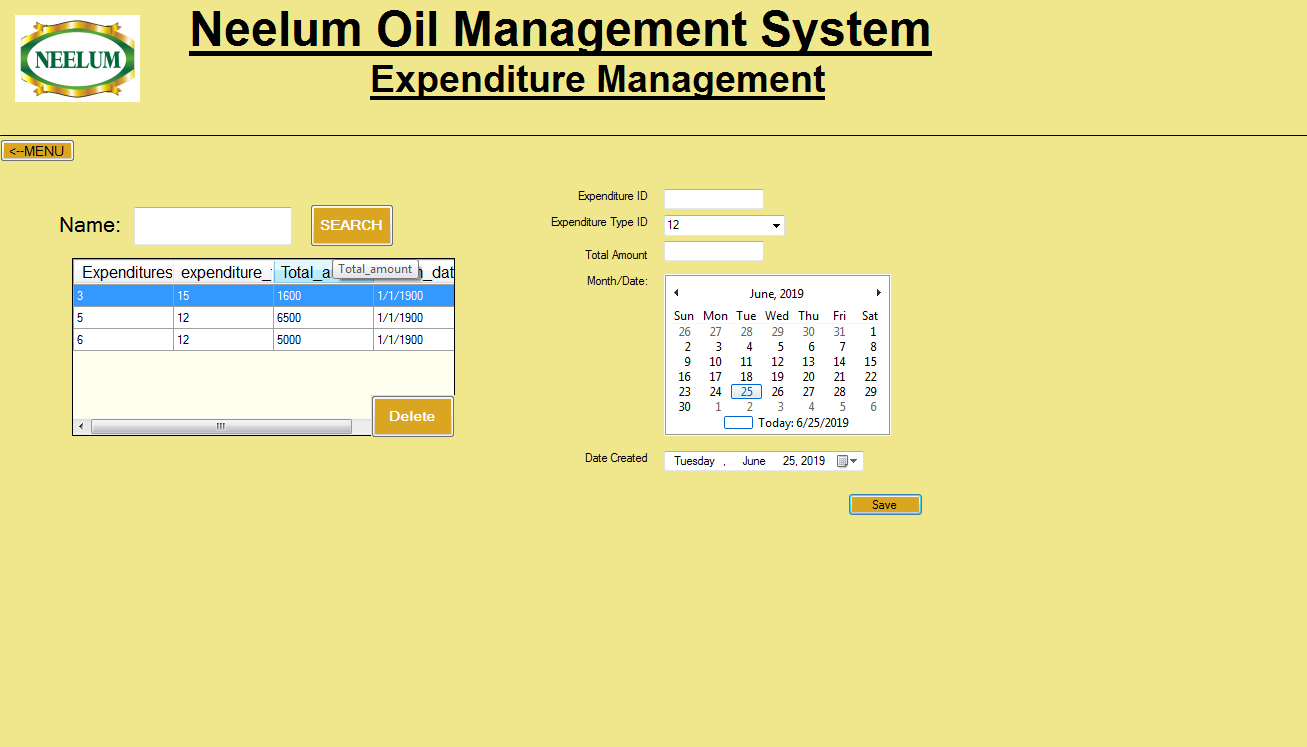 NEELUM
Neelum Oil Management System
Expenditure Management
<--MENU
Name:
SEARCH
Expenditures expenditure_ Total_a Total_amount _dat
3 15 1600 1/1/1900
5 12 6500 1/1/1900
6 12 5000 1/1/1900
Delete
Expenditure ID
Expenditure Type ID 12
Total Amount
Month/Date:
June, 2019
Sun Mon Tue Wed Thu Fri Sat
26 27 28 29 30 31 1
2 3 4 5 6 7 8
9 10 11 12 13 14 15
16 17 18 19 20 21 22
23 24 25 26 27 28 29
30 1 2 3 4 5 6
Today: 6/25/2019
Date Created Tuesday , June 25, 2019
Save